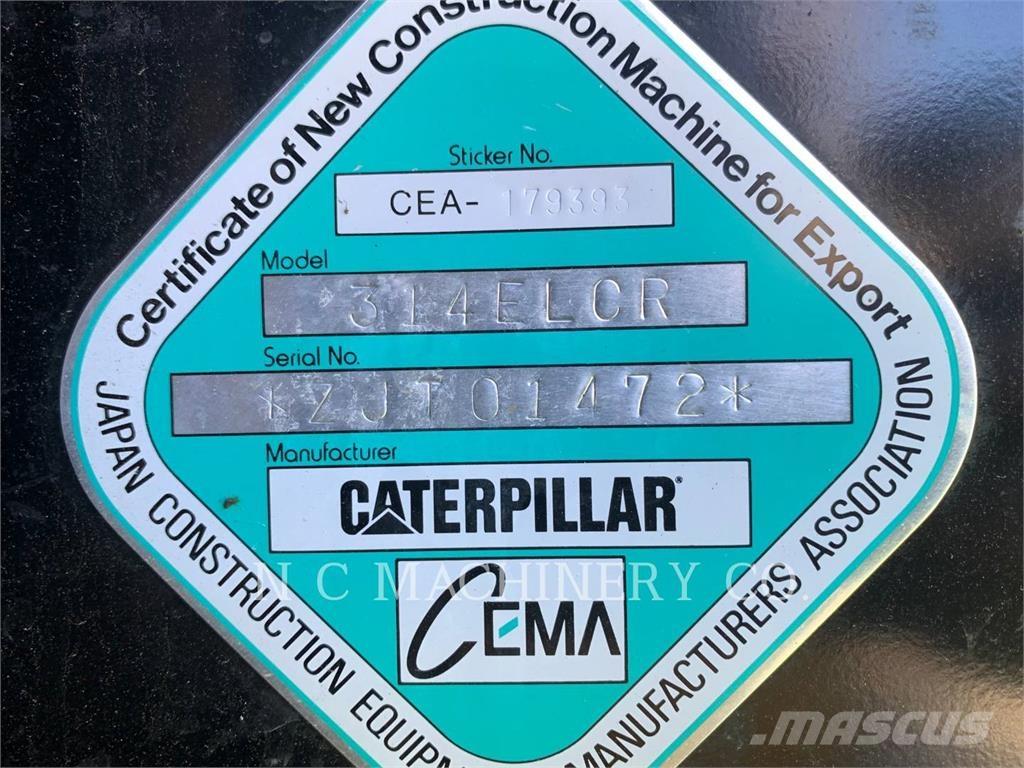 Certificate of New Construction Machine for Export
Sticker No.
CEA- 179393
Model
314ELCR
Serial No.
*ZJT01472*
Manufacturer
CATERPILLAR®
CEMA
JAPAN CONSTRUCTION EQUIPM MANUFACTURERS ASSOCIATION
N C MACHINERY CO.
MASCUS